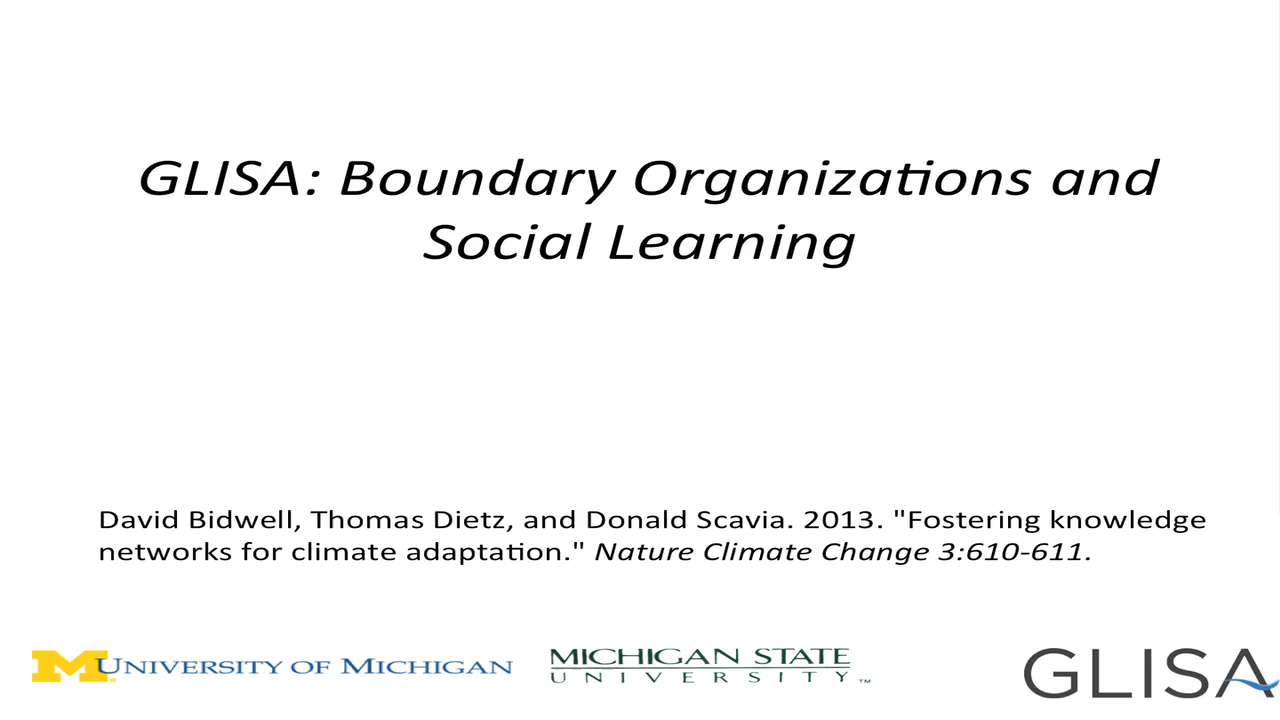 GLISA: Boundary Organizations and
Social Learning
David Bidwell, Thomas Dietz, and Donald Scavia. 2013. "Fostering knowledge
networks for climate adaptation." Nature Climate Change 3:610-611.
M UNIVERSITY OF MICHIGAN
MICHIGAN STATE
UNIVERSITY™
GLISA